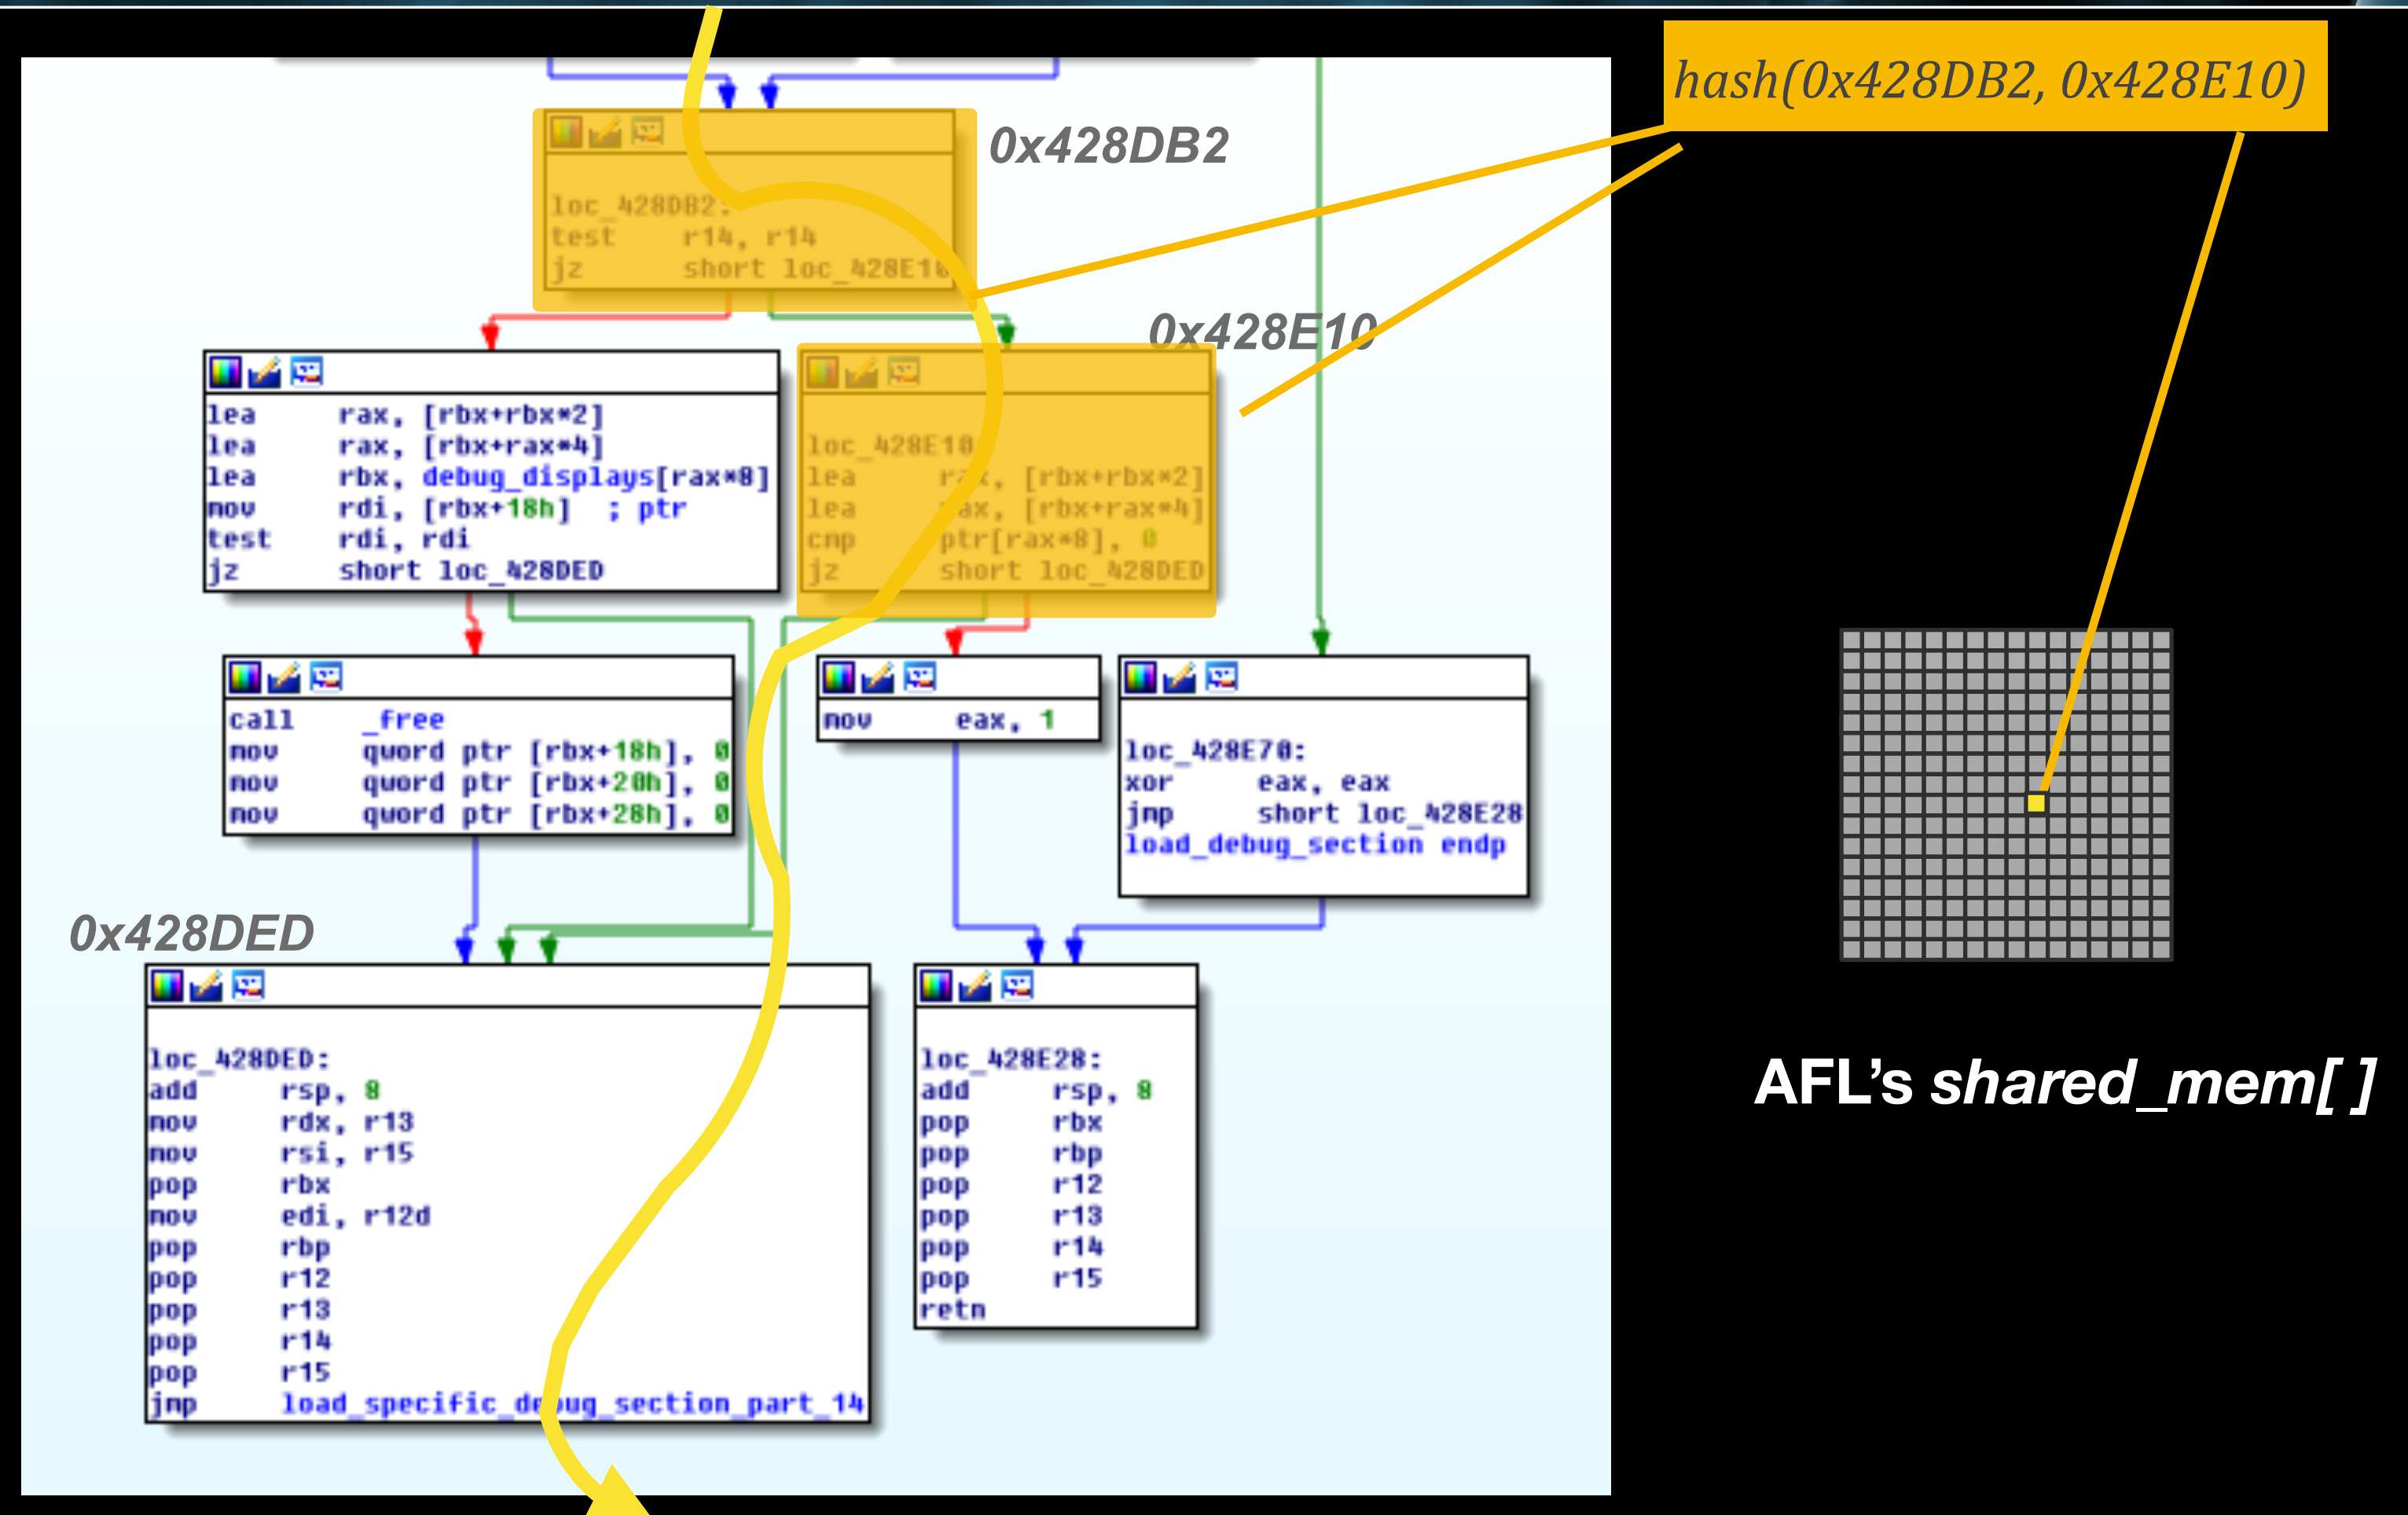 hash(0x428DB2, 0x428E10)
0x428DB2
loc_428DB2:
test r14, r14
jz short loc_428E10
0x428E10
lea rax, [rbx+rbx*2]
lea rax, [rbx+rax*4]
lea rbx, debug_displays[rax*8]
mov rdi, [rbx+18h] ; ptr
test rdi, rdi
jz short loc_428DED
loc_428E10
lea rax, [rbx+rbx*2]
lea rax, [rbx+rax*4]
cmp ptr[rax*8], 0
jz short loc_428DED
call _free
mov qword ptr [rbx+18h], 0
mov qword ptr [rbx+20h], 0
mov qword ptr [rbx+28h], 0
mov eax, 1
loc_428E70:
xor eax, eax
jmp short loc_428E28
load_debug_section endp
0x428DED
loc_428DED:
add rsp, 8
mov rdx, r13
mov rsi, r15
pop rbx
mov edi, r12d
pop rbp
pop r12
pop r13
pop r14
pop r15
jmp load_specific_debug_section_part_14
loc_428E28:
add rsp, 8
pop rbx
pop rbp
pop r12
pop r13
pop r14
pop r15
retn
AFL's shared_mem[ ]